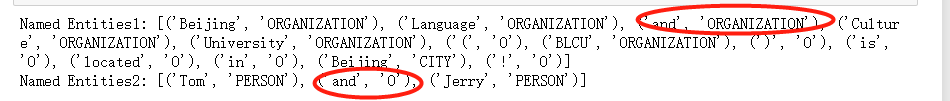 Named Entities1: [('Beijing', 'ORGANIZATION'), ('Language', 'ORGANIZATION'), ('and', 'ORGANIZATION'), ('Cultur
e', 'ORGANIZATION'), ('University', 'ORGANIZATION'), ('(', 'O'), ('BLCU', 'ORGANIZATION'), (')', 'O'), ('is',
'O'), ('located', 'O'), ('in', 'O'), ('Beijing', 'CITY'), ('!', 'O')]
Named Entities2: [('Tom', 'PERSON'), ('and', 'O'), ('Jerry', 'PERSON')]